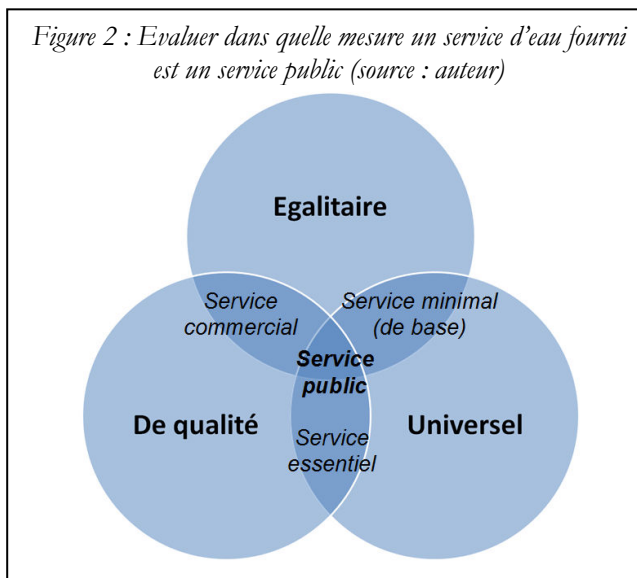 Figure 2 : Evaluer dans quelle mesure un service d’eau fourni
est un service public (source : auteur)
Egalitaire
Service
commercial
Service minimal
(de base)
Service
public
De qualité
Universel
Service
essentiel